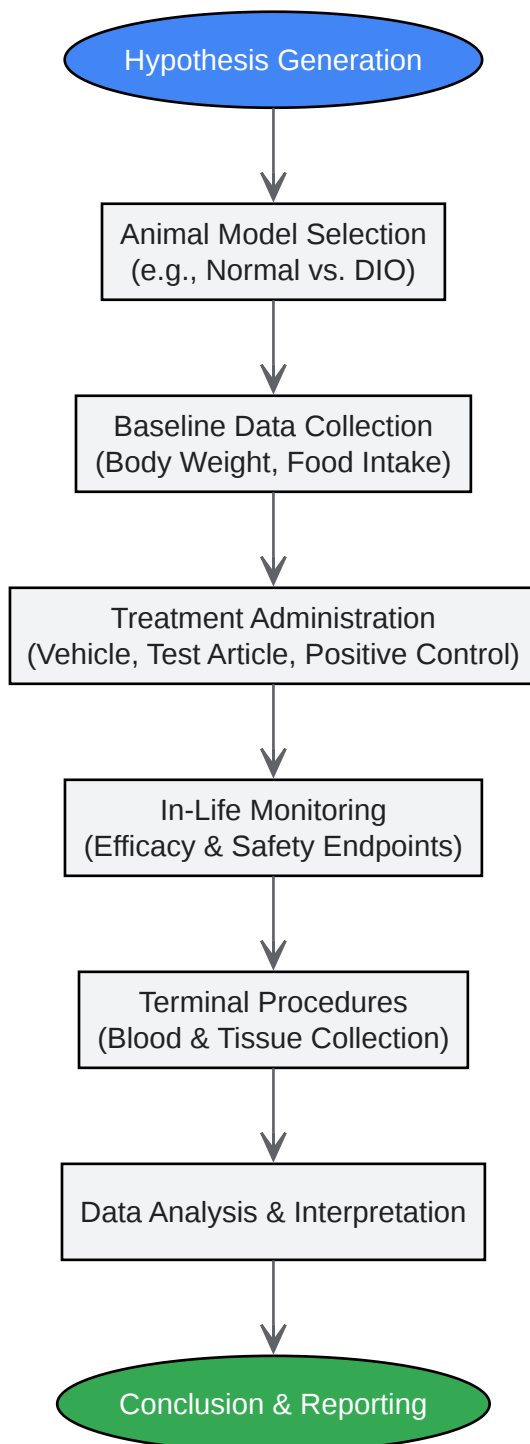 Hypothesis Generation
Animal Model Selection
(e.g., Normal vs. DIO)
Baseline Data Collection
(Body Weight, Food Intake)
Treatment Administration
(Vehicle, Test Article, Positive Control)
In-Life Monitoring
(Efficacy & Safety Endpoints)
Terminal Procedures
(Blood & Tissue Collection)
Data Analysis & Interpretation
Conclusion & Reporting